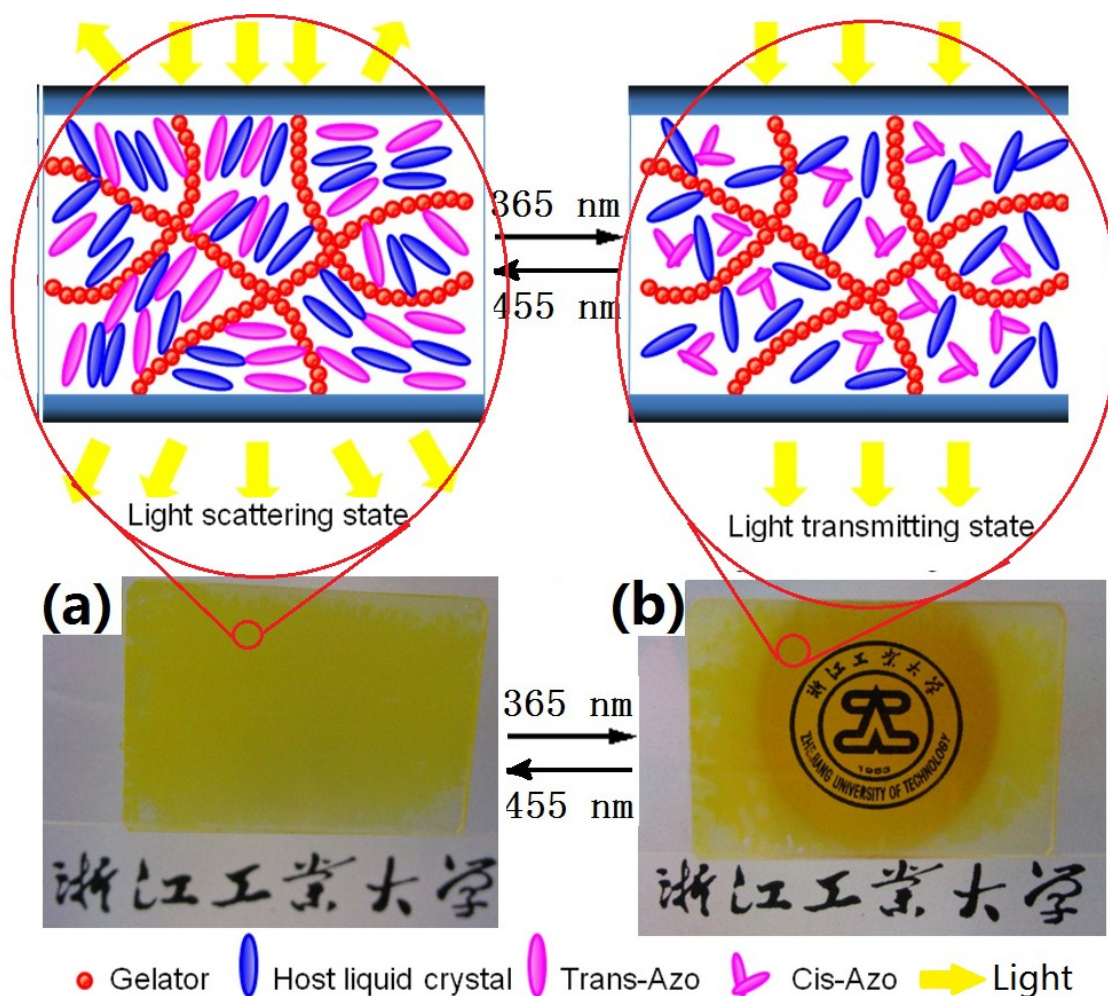 365 nm
455 nm
Light scattering state
Light transmitting state
(a)
(b)
365 nm
455 nm
浙江工业大学
ZHEJIANG UNIVERSITY OF TECHNOLOGY
1953
浙江工業大学
浙江工業大学
Gelator
Host liquid crystal
Trans-Azo
Cis-Azo
Light